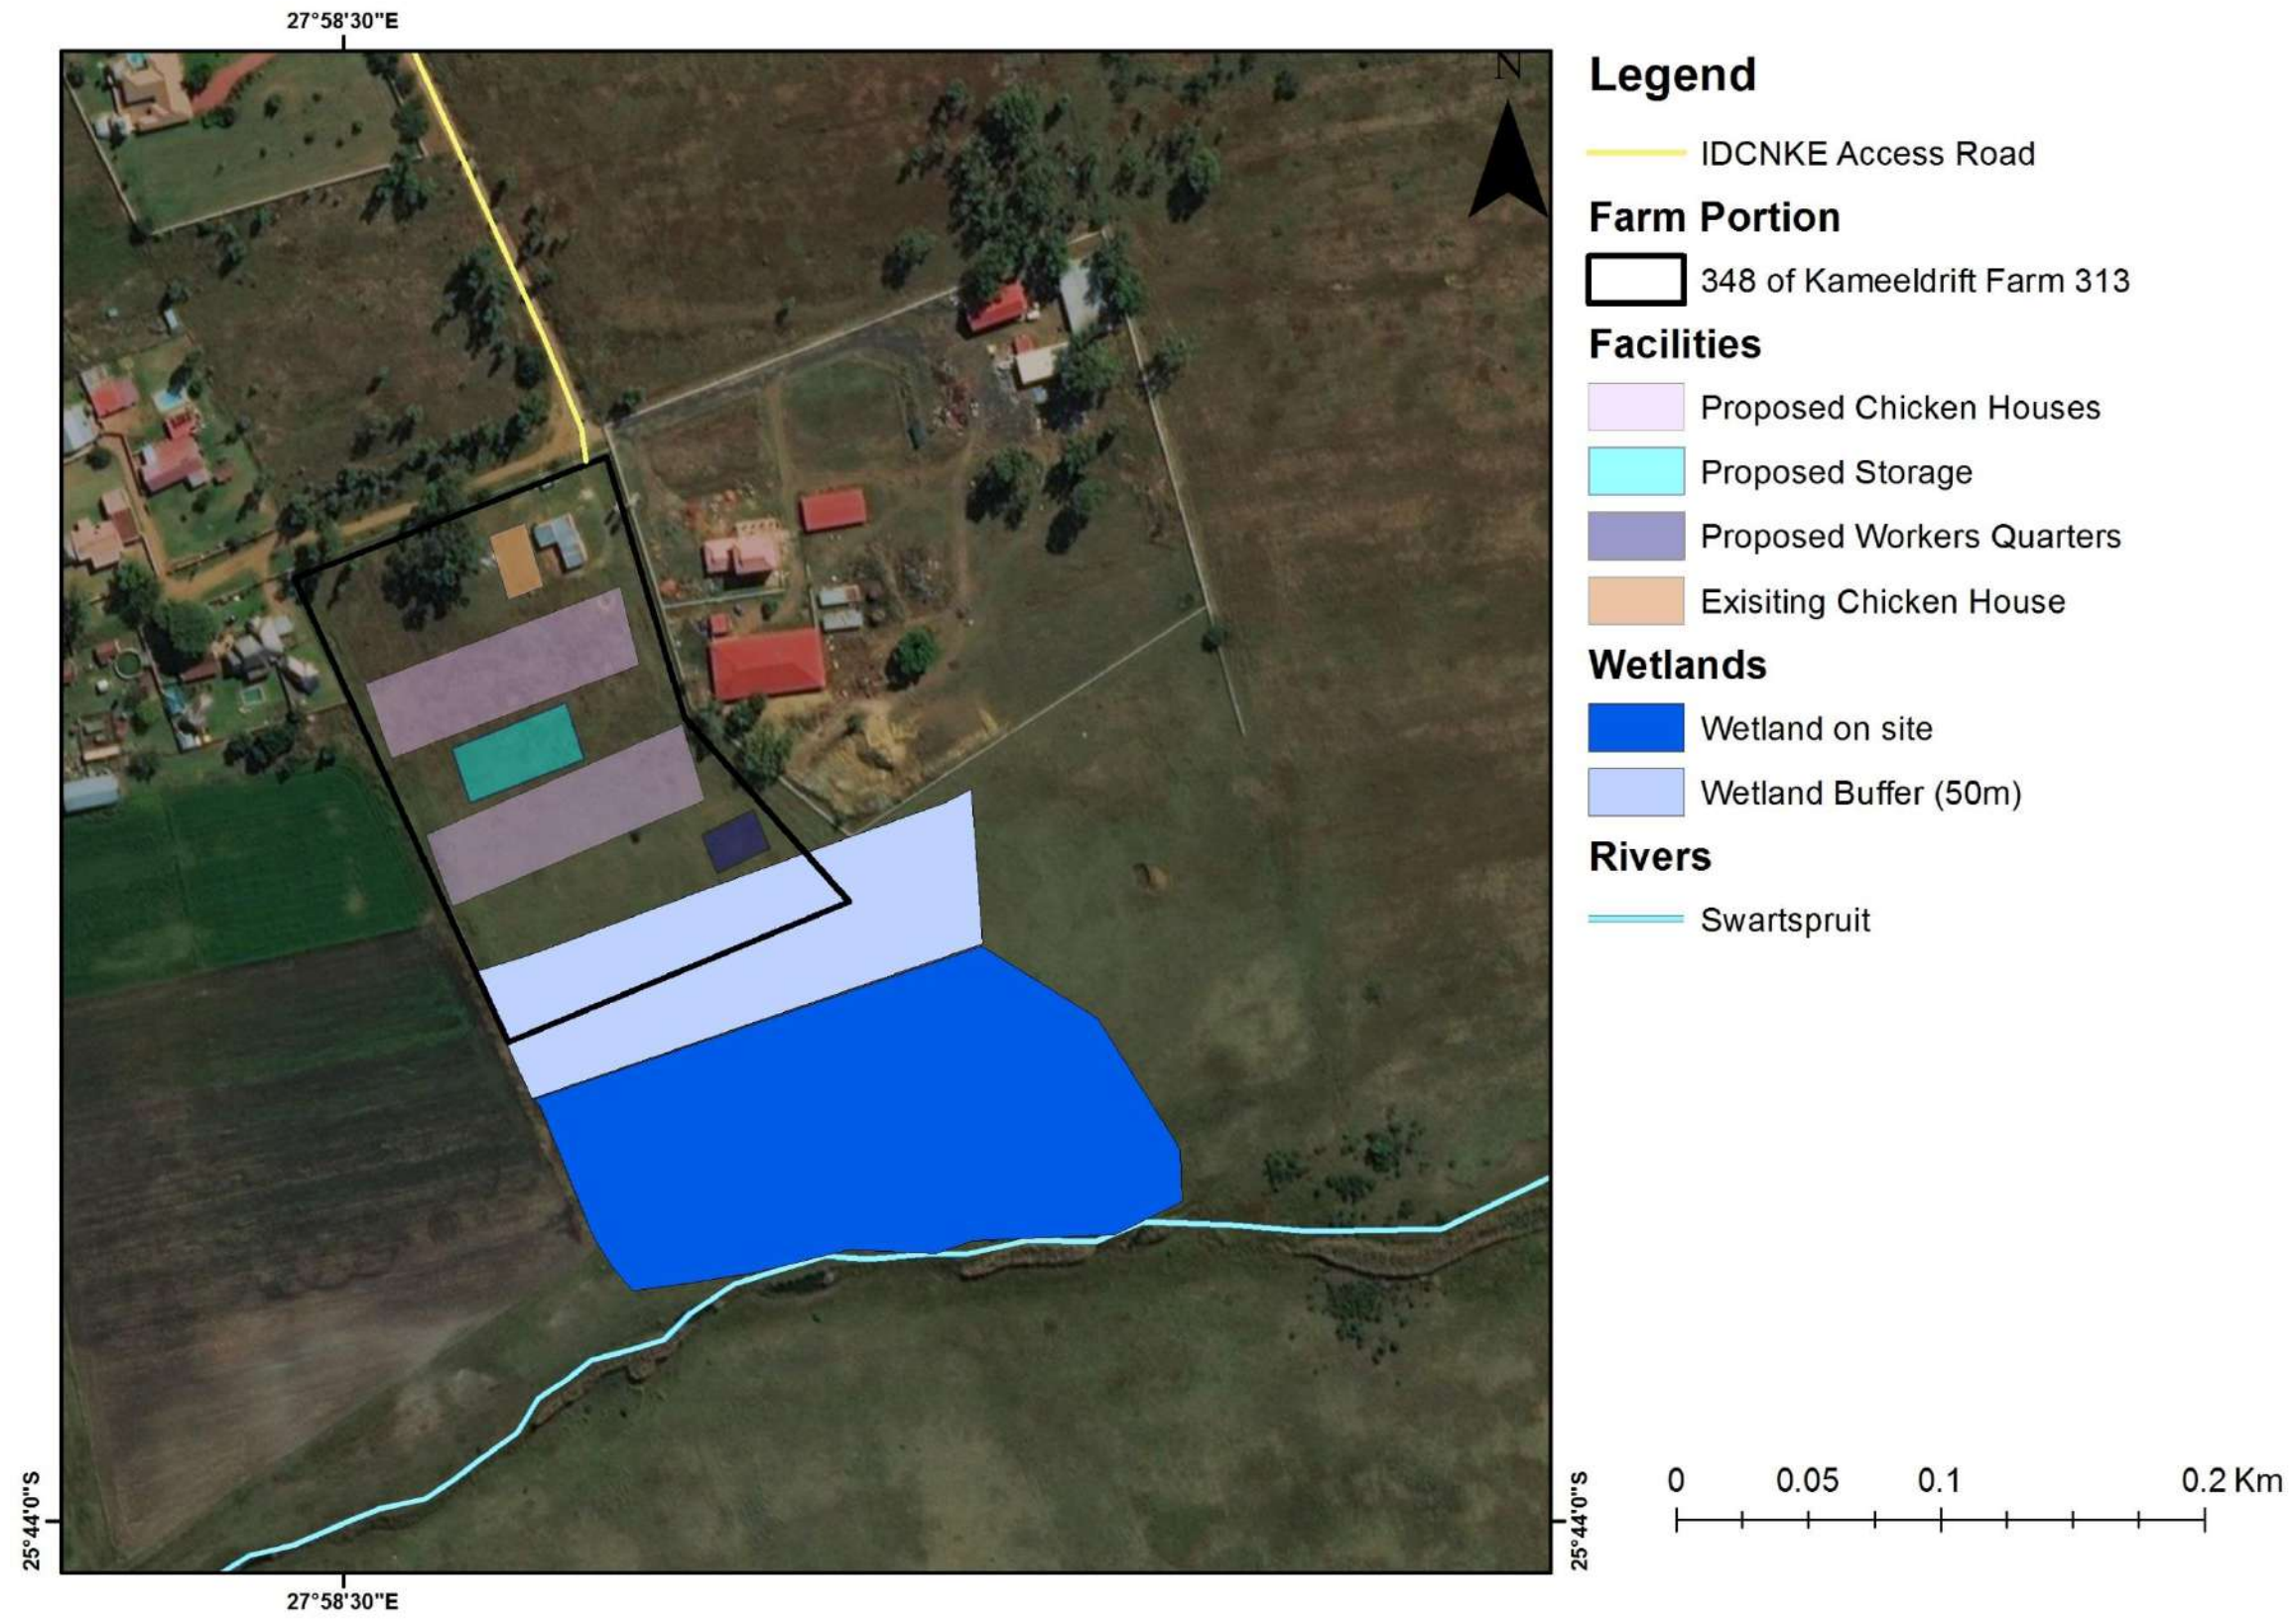 27°58'30"E
N
Legend
IDCNKE Access Road
Farm Portion
348 of Kameeldrift Farm 313
Facilities
Proposed Chicken Houses
Proposed Storage
Proposed Workers Quarters
Exisiting Chicken House
Wetlands
Wetland on site
Wetland Buffer (50m)
Rivers
Swartspruit
0 0.05 0.1 0.2 Km
25°44'0"S
25°44'0"S
27°58'30"E